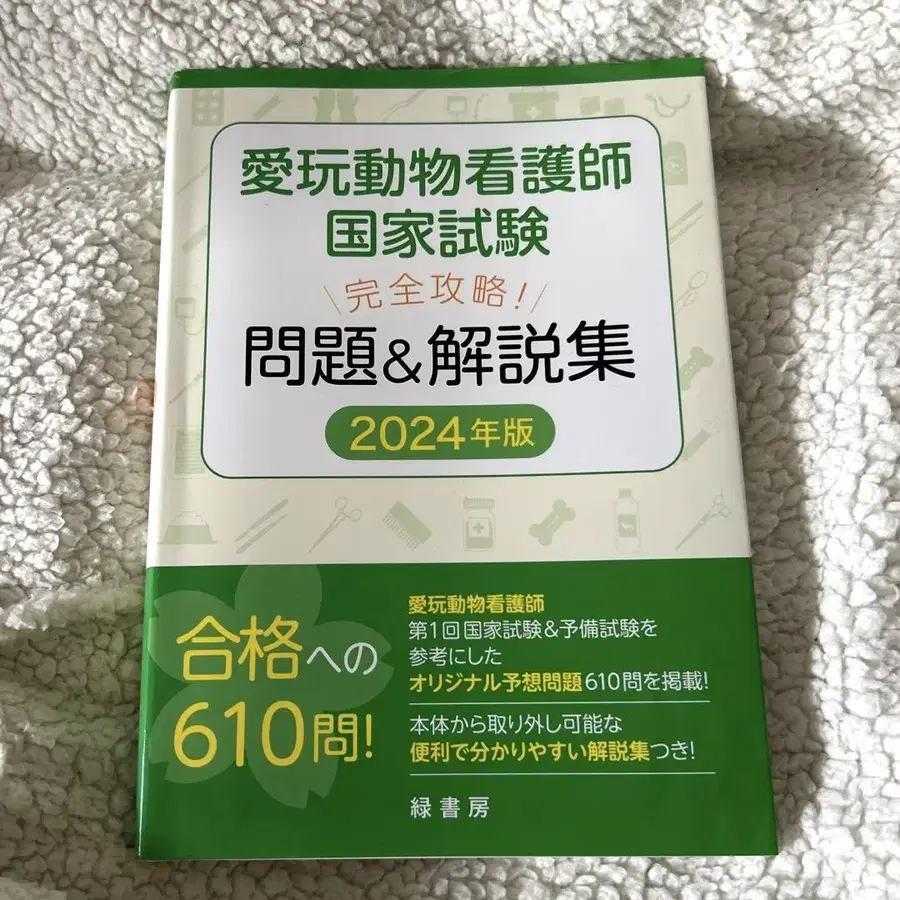 愛玩動物看護師
国家試験
\完全攻略!/
問題&解説集
2024年版
合格への
610問!
愛玩動物看護師
第1回国家試験&予備試験を
参考にした
オリジナル予想問題610問を掲載!
本体から取り外し可能な
便利で分かりやすい解説集つき!
緑書房